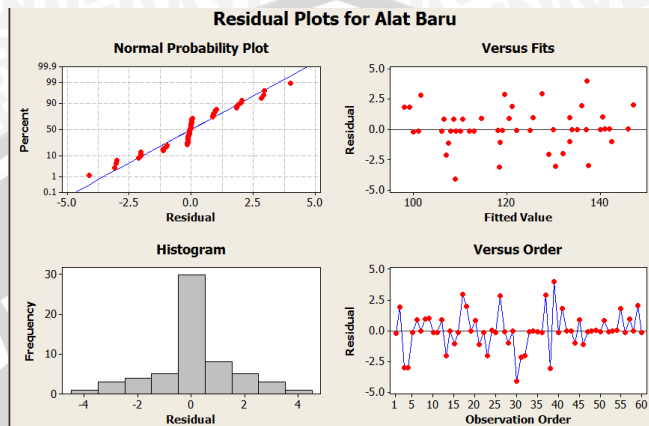 Residual Plots for Alat Baru
Normal Probability Plot
99.9
99
90
50
10
1
0.1
Percent
-5.0 -2.5 0.0 2.5 5.0
Residual
Versus Fits
5.0
2.5
0.0
-2.5
-5.0
Residual
100 120 140
Fitted Value
Histogram
30
20
10
0
Frequency
-4 -2 0 2 4
Residual
Versus Order
5.0
2.5
0.0
-2.5
-5.0
Residual
1 5 10 15 20 25 30 35 40 45 50 55 60
Observation Order